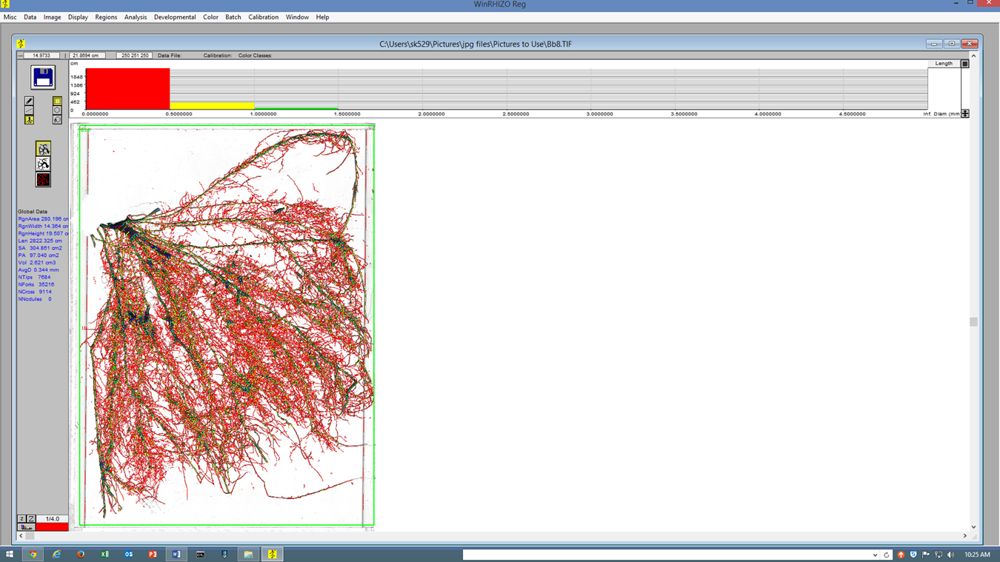 WinRHIZO Reg
Misc Data Image Display Regions Analysis Developmental Color Batch Calibration Window Help
C:\Users\sk529\Pictures\jpg files\Pictures to Use\Bb8.TIF
14.9733 21.8694 cm 250 251 250 Data File: Calibration: Color Classes:
cm
Length
1848
1386
924
462
0
0.0000000 0.5000000 1.0000000 1.5000000 2.0000000 2.5000000 3.0000000 3.5000000 4.0000000 4.5000000 Inf. Diam (mm
Global Data
RgnArea 280.196 cm
RgnWidth 14.364 cm
RgnHeight 19.507 c
Len 2822.326 cm
SA 304.861 cm2
PA 97.040 cm2
Vol 2.621 cm3
AvgD 0.344 mm
NTips 7684
NForks 35216
NCross 9114
NNodules 0
z Z 1/4.0
10:25 AM